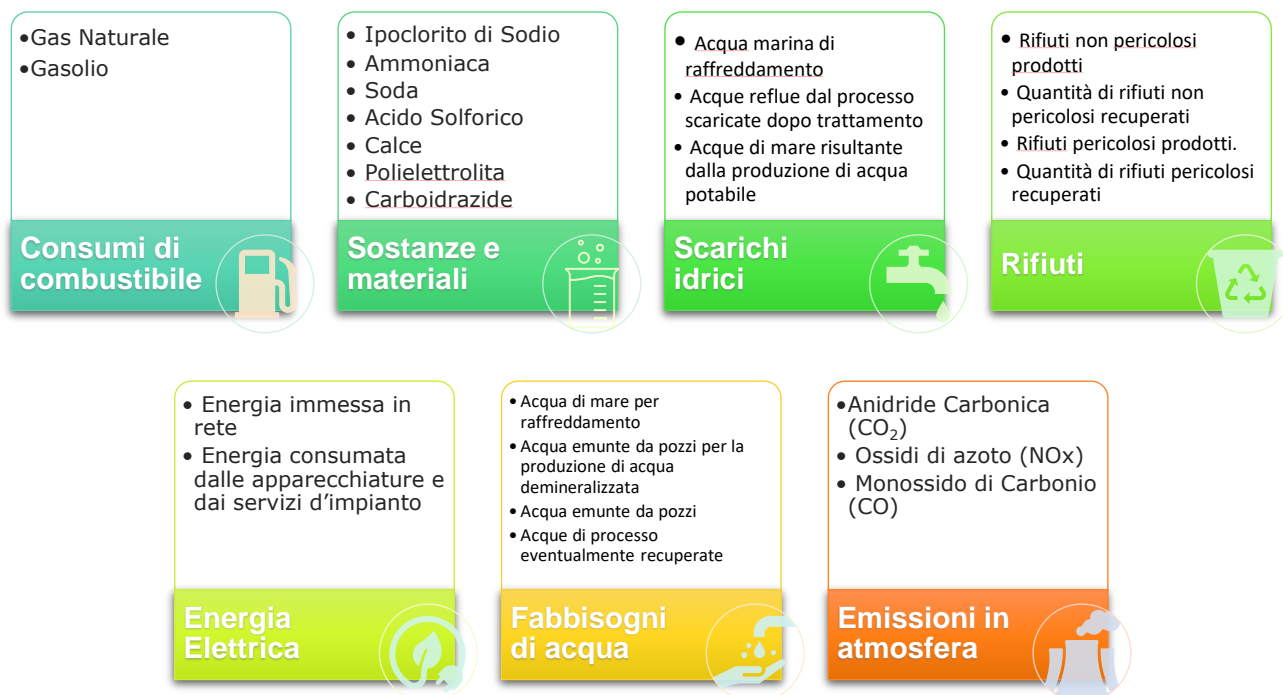 •Gas Naturale
•Gasolio
Consumi di
combustibile
• Ipoclorito di Sodio
• Ammoniaca
• Soda
• Acido Solforico
• Calce
• Polielettrolita
• Carboidrazide
Sostanze e
materiali
• Acqua marina di
raffreddamento
• Acque reflue dal processo
scaricate dopo trattamento
• Acque di mare risultante
dalla produzione di acqua
potabile
Scarichi
idrici
• Rifiuti non pericolosi
prodotti
• Quantità di rifiuti non
pericolosi recuperati
• Rifiuti pericolosi prodotti.
• Quantità di rifiuti pericolosi
recuperati
Rifiuti
• Energia immessa in
rete
• Energia consumata
dalle apparecchiature e
dai servizi d’impianto
Energia
Elettrica
• Acqua di mare per
raffreddamento
• Acqua emunte da pozzi per la
produzione di acqua
demineralizzata
• Acqua emunte da pozzi
• Acque di processo
eventualmente recuperate
Fabbisogni
di acqua
•Anidride Carbonica
(CO₂)
• Ossidi di azoto (NOx)
• Monossido di Carbonio
(CO)
Emissioni in
atmosfera